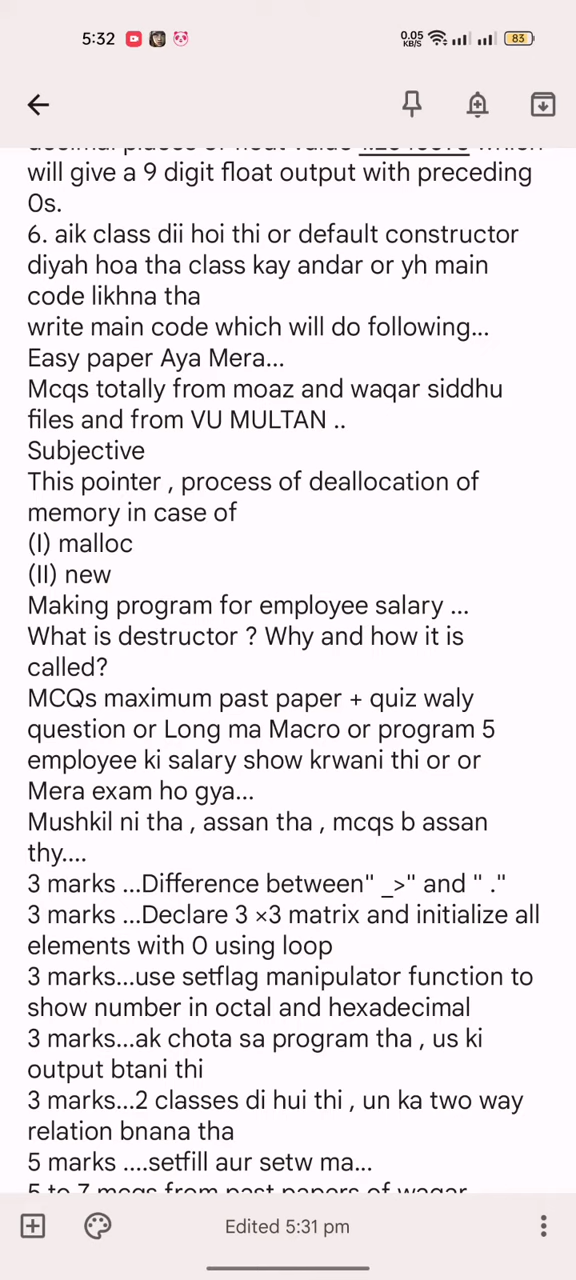 5:32
0.05 KB/S
83
will give a 9 digit float output with preceding
0s.
6. aik class dii hoi thi or default constructor
diyah hoa tha class kay andar or yh main
code likhna tha
write main code which will do following...
Easy paper Aya Mera...
Mcqs totally from moaz and waqar siddhu
files and from VU MULTAN ..
Subjective
This pointer , process of deallocation of
memory in case of
(I) malloc
(II) new
Making program for employee salary ...
What is destructor ? Why and how it is
called?
MCQs maximum past paper + quiz waly
question or Long ma Macro or program 5
employee ki salary show krwani thi or or
Mera exam ho gya...
Mushkil ni tha , assan tha , mcqs b assan
thy....
3 marks ...Difference between" _>" and " ."
3 marks ...Declare 3 ×3 matrix and initialize all
elements with 0 using loop
3 marks...use setflag manipulator function to
show number in octal and hexadecimal
3 marks...ak chota sa program tha , us ki
output btani thi
3 marks...2 classes di hui thi , un ka two way
relation bnana tha
5 marks ....setfill aur setw ma...
5 to 7 mcqs from past papers of waqar
Edited 5:31 pm